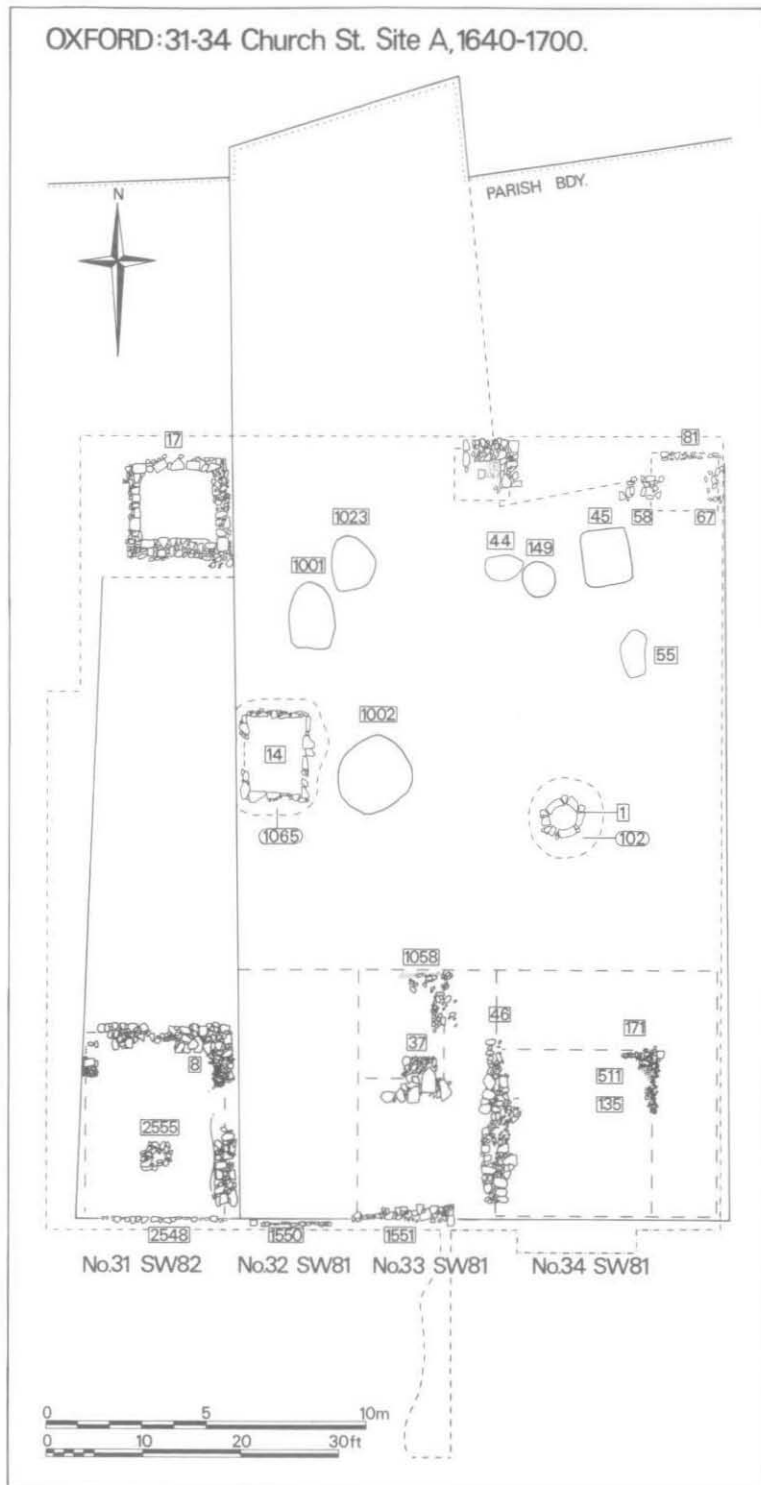 OXFORD:31-34 Church St. Site A,1640-1700.
PARISH BDY.
N
17
81
1023
44
149
45
58
67
1001
55
1002
14
1
102
1065
1058
46
171
37
8
511
135
2555
2548
1550
1551
No.31 SW82
No.32 SW81
No.33 SW81
No.34 SW81
0 5 10m
0 10 20 30ft